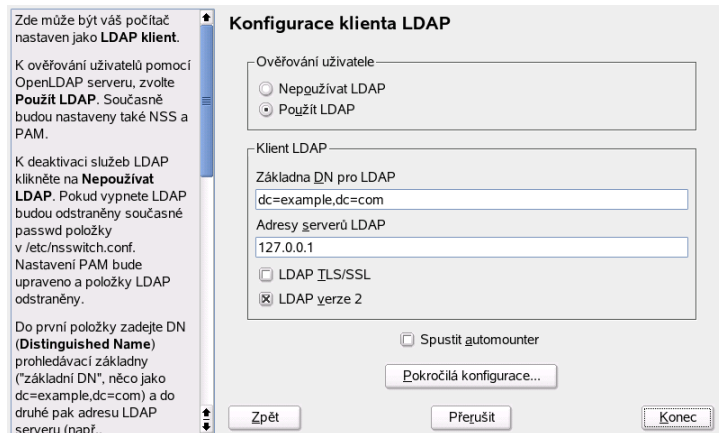 Zde může být váš počítač
nastaven jako LDAP klient.
K ověřování uživatelů pomocí
OpenLDAP serveru, zvolte
Použít LDAP. Současně
budou nastaveny také NSS a
PAM.
K deaktivaci služeb LDAP
klikněte na Nepoužívat
LDAP. Pokud vypnete LDAP
budou odstraněny současné
passwd položky
v /etc/nsswitch.conf.
Nastavení PAM bude
upraveno a položky LDAP
odstraněny.
Do první položky zadejte DN
(Distinguished Name)
prohledávací základny
("základní DN", něco jako
dc=example,dc=com) a do
druhé pak adresu LDAP
serveru (např..
Konfigurace klienta LDAP
Ověřování uživatele
Nepoužívat LDAP
Použít LDAP
Klient LDAP
Základna DN pro LDAP
dc=example,dc=com
Adresy serverů LDAP
127.0.0.1
LDAP TLS/SSL
LDAP verze 2
Spustit automounter
Pokročilá konfigurace...
Zpět
Přerušit
Konec